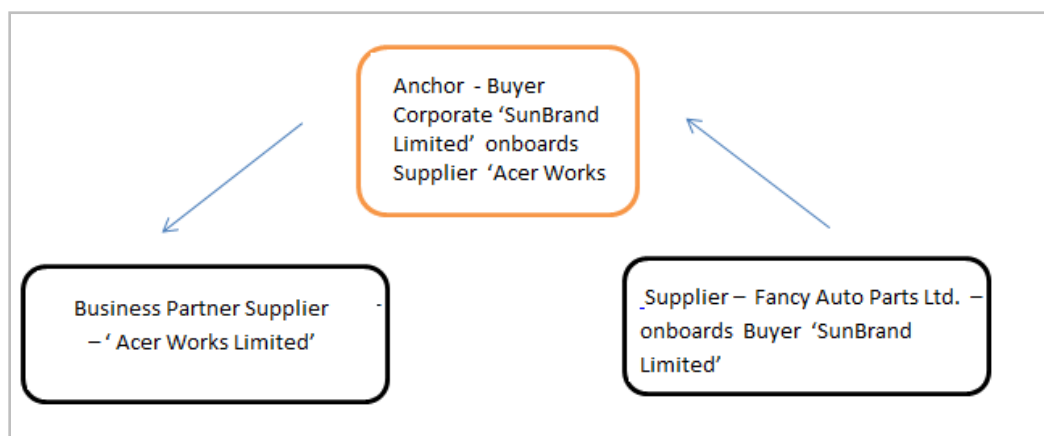 Anchor - Buyer
Corporate ‘SunBrand
Limited’ onboards
Supplier ‘Acer Works
Business Partner Supplier -
– ‘ Acer Works Limited’
Supplier – Fancy Auto Parts Ltd. –
onboards Buyer ‘SunBrand
Limited’